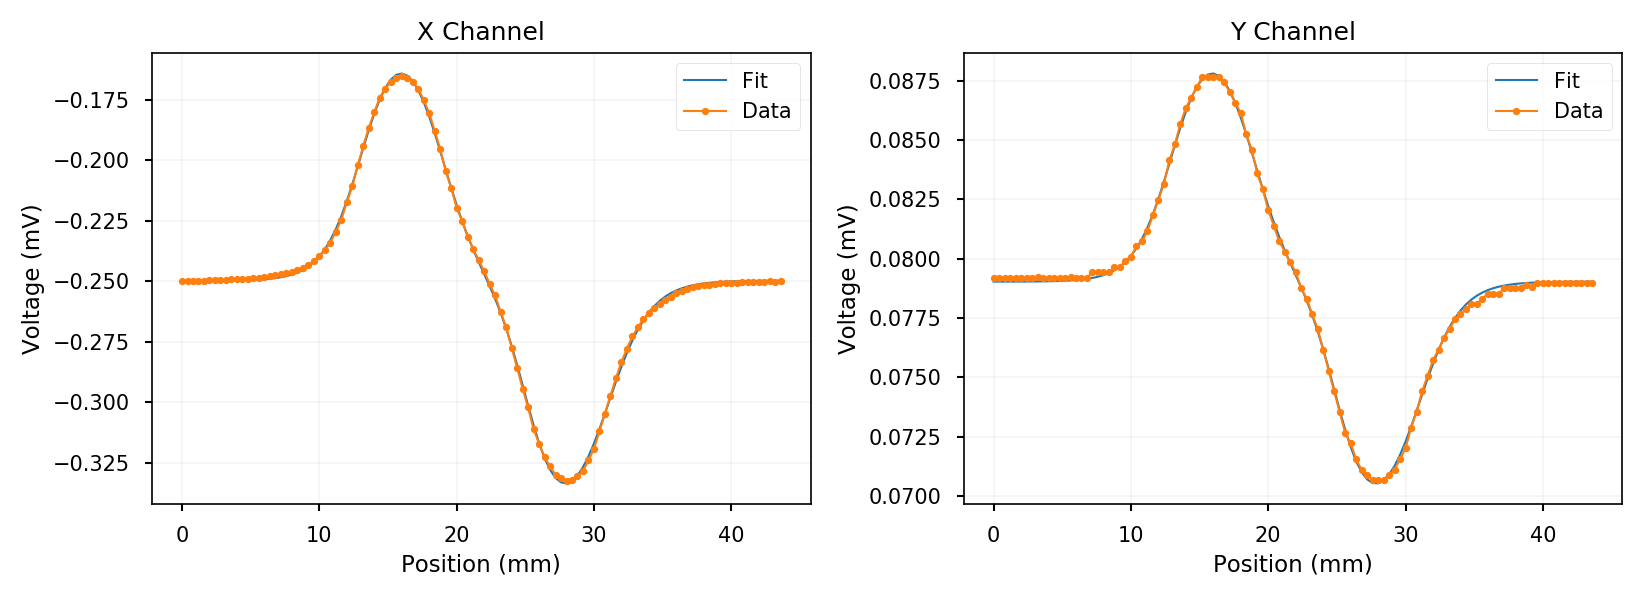 X Channel
Fit
Data
−0.175
−0.200
−0.225
−0.250
−0.275
−0.300
−0.325
Voltage (mV)
0 10 20 30 40
Position (mm)
Y Channel
Fit
Data
0.0875
0.0850
0.0825
0.0800
0.0775
0.0750
0.0725
0.0700
Voltage (mV)
0 10 20 30 40
Position (mm)